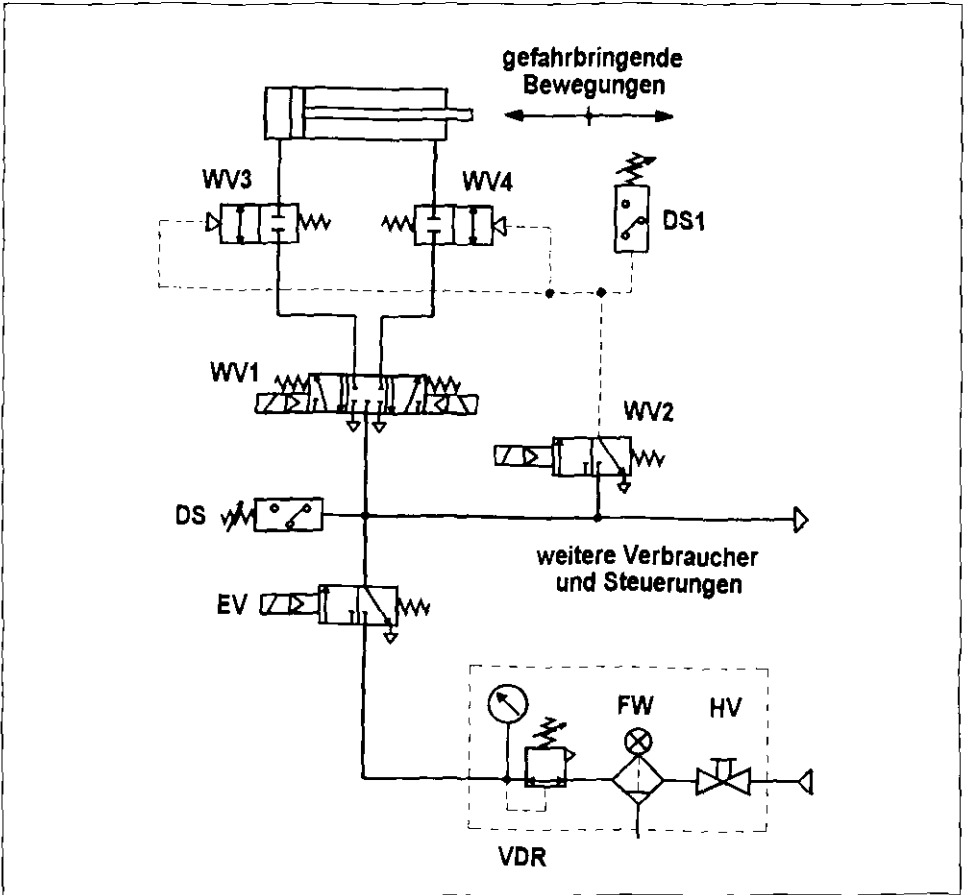 gefahrbringende
Bewegungen
WV3
WV4
DS1
WV1
WV2
DS
weitere Verbraucher
und Steuerungen
EV
FW
HV
VDR